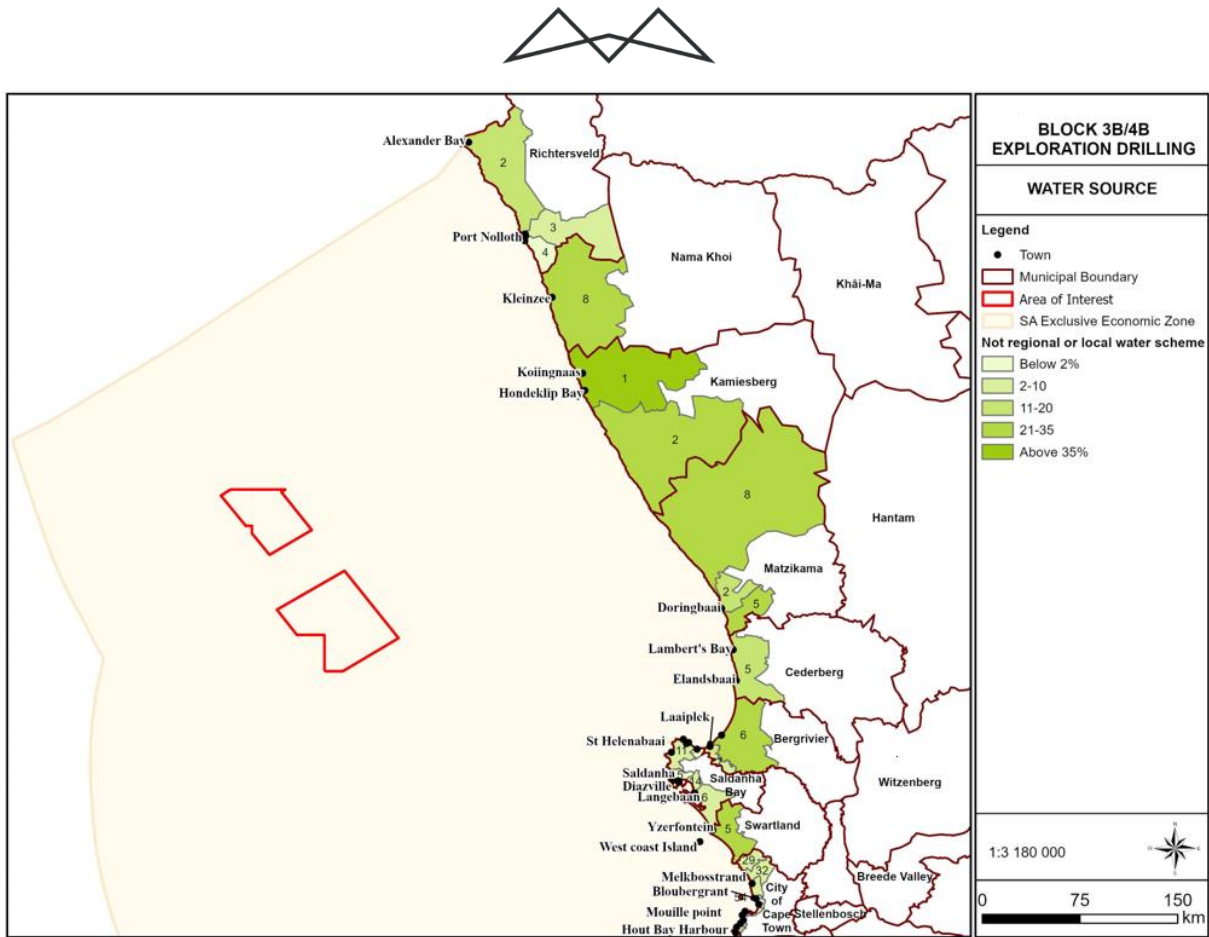 Alexander Bay
Richtersveld
2
3
Port Nolloth
4
Nama Khoi
Khâi-Ma
Kleinzee
8
Koiingnaas
1
Kamiesberg
Hondeklip Bay
2
8
Hantam
Matzikama
2
5
Doringbaai
Lambert's Bay
5
Cederberg
Elandsbaai
Laaiplek
6
Bergrivier
St Helenabaai
11
Witzenberg
Saldanha
Saldanha
Bay
Diazville
Langebaan
6
Yzerfontein
5
Swartland
West coast Island
29
32
Melkbosstrand
Breede Valley
Bloubergrant
City
of
Cape
Town
Mouille point
Stellenbosch
Hout Bay Harbour
BLOCK 3B/4B
EXPLORATION DRILLING
WATER SOURCE
Legend
Town
Municipal Boundary
Area of Interest
SA Exclusive Economic Zone
Not regional or local water scheme
Below 2%
2-10
11-20
21-35
Above 35%
1:3 180 000
0 75 150
km